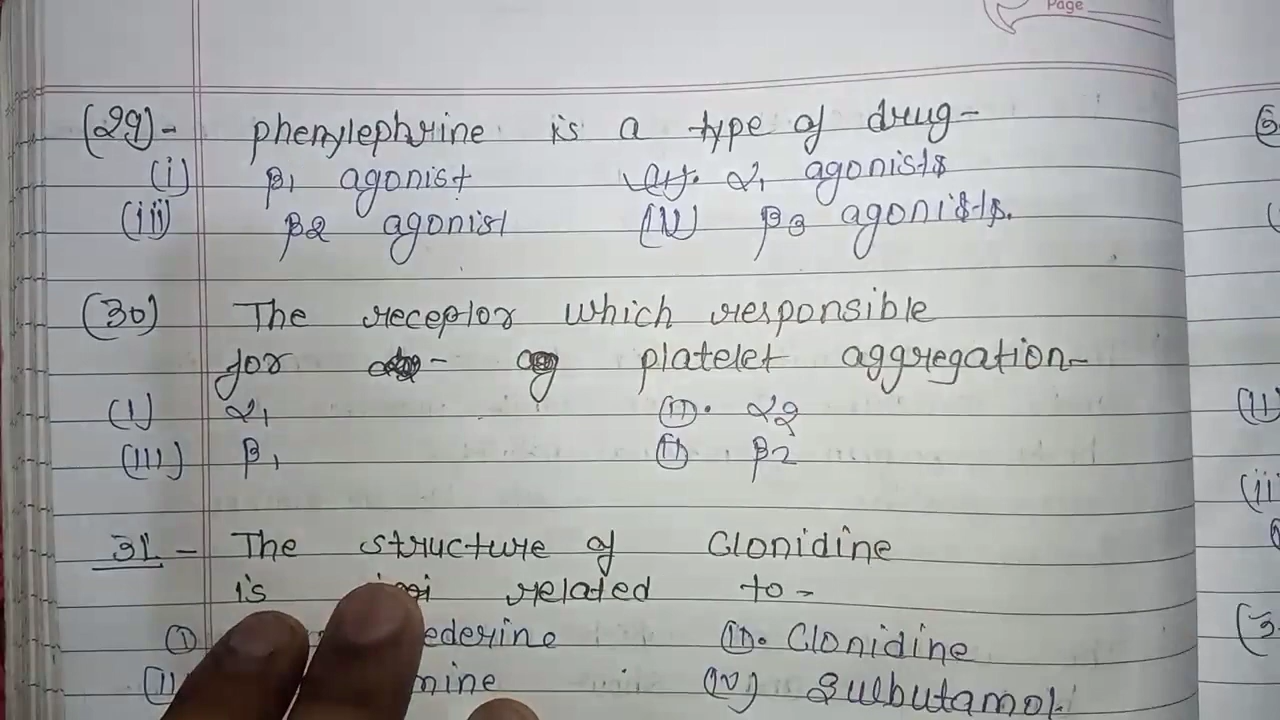 Page
(29)- phenylephrine is a type of drug-
(i) β1 agonist (ii). α1 agonists
(iii) β2 agonist (IV) β3 agonists.
(30) The receptor which responsible
for platelet aggregation-
(I) α1 (II). α2
(III) β1 β2
31- The structure of Clonidine
is related to-
(I) ederine (II). Clonidine
mine (IV) Sulbutamol.